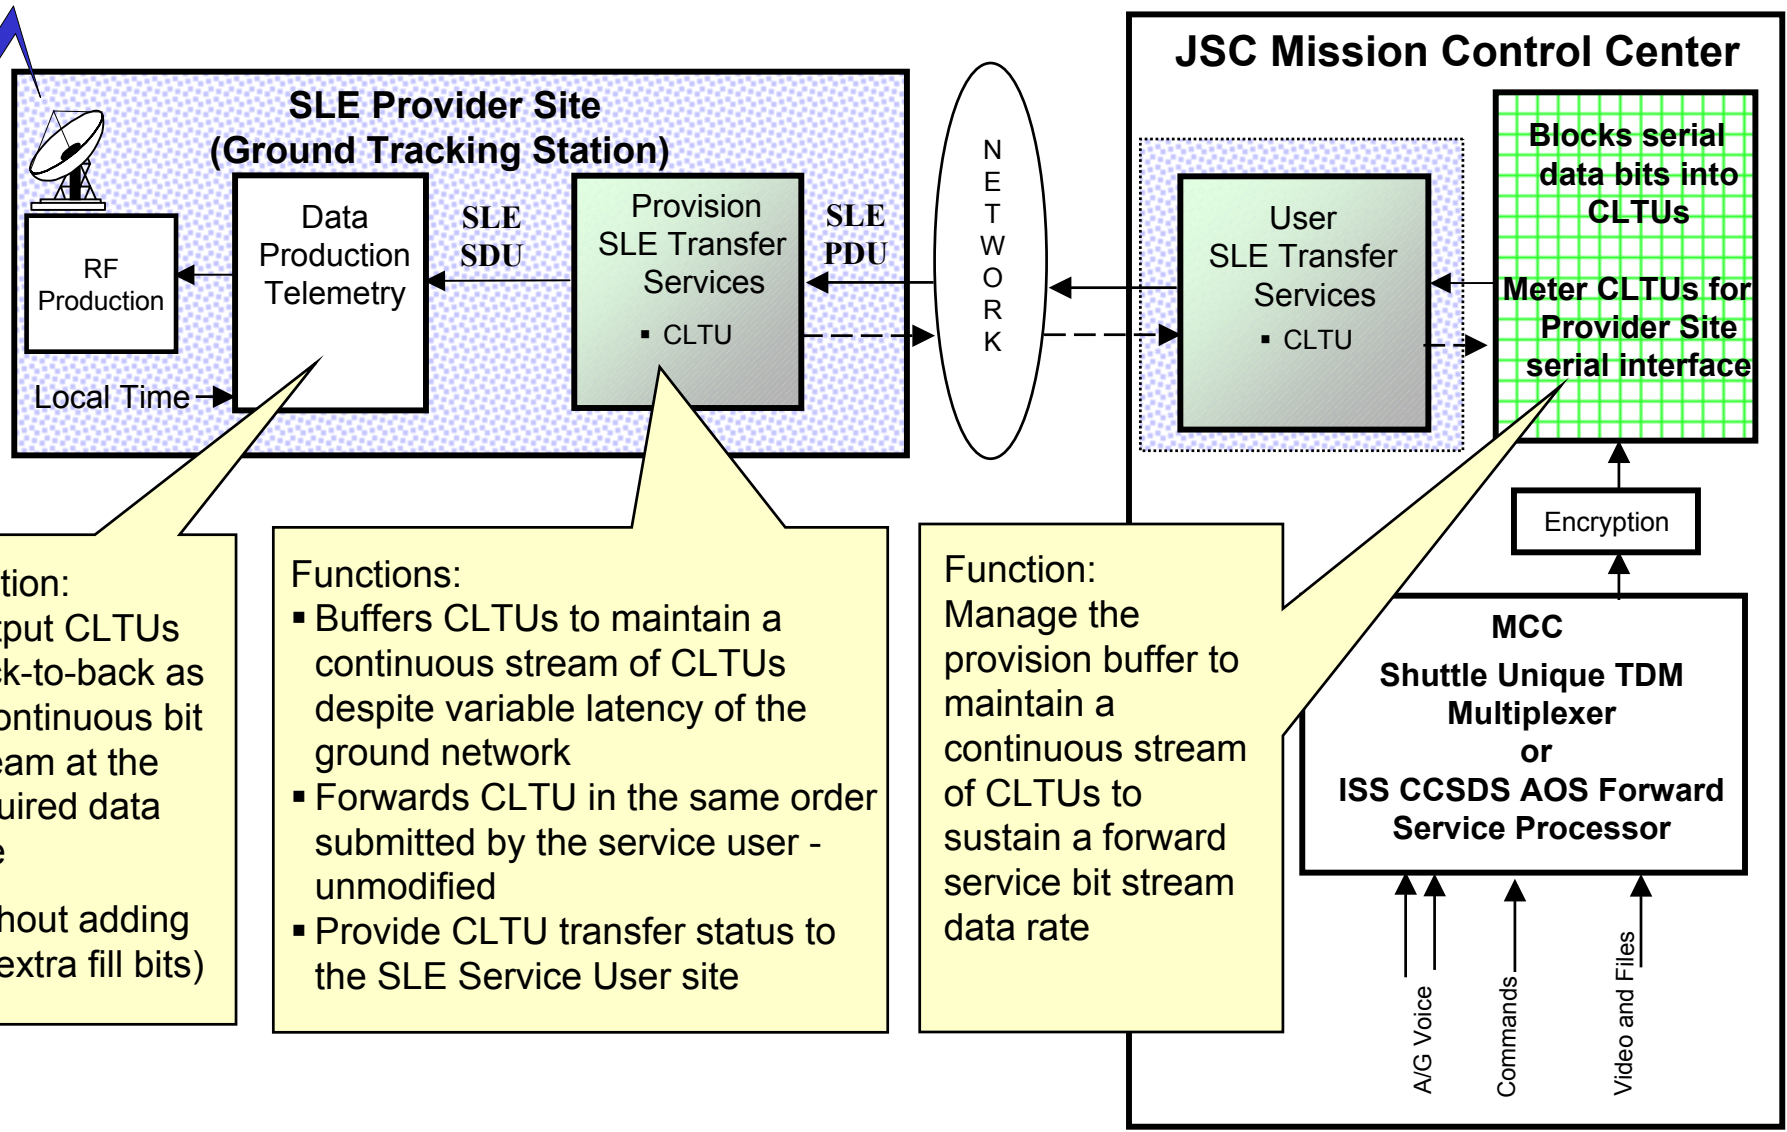 JSC Mission Control Center
SLE Provider Site
(Ground Tracking Station)
RF
Production
Local Time
Data
Production
Telemetry
SLE
SDU
Provision
SLE Transfer
Services
▪ CLTU
SLE
PDU
N
E
T
W
O
R
K
User
SLE Transfer
Services
▪ CLTU
Blocks serial
data bits into
CLTUs
Meter CLTUs for
Provider Site
serial interface
Encryption
MCC
Shuttle Unique TDM
Multiplexer
or
ISS CCSDS AOS Forward
Service Processor
A/G Voice
Commands
Video and Files
tion:
tput CLTUs
ck-to-back as
ontinuous bit
eam at the
uired data
e
hout adding
extra fill bits)
Functions:
▪ Buffers CLTUs to maintain a
continuous stream of CLTUs
despite variable latency of the
ground network
▪ Forwards CLTU in the same order
submitted by the service user -
unmodified
▪ Provide CLTU transfer status to
the SLE Service User site
Function:
Manage the
provision buffer to
maintain a
continuous stream
of CLTUs to
sustain a forward
service bit stream
data rate